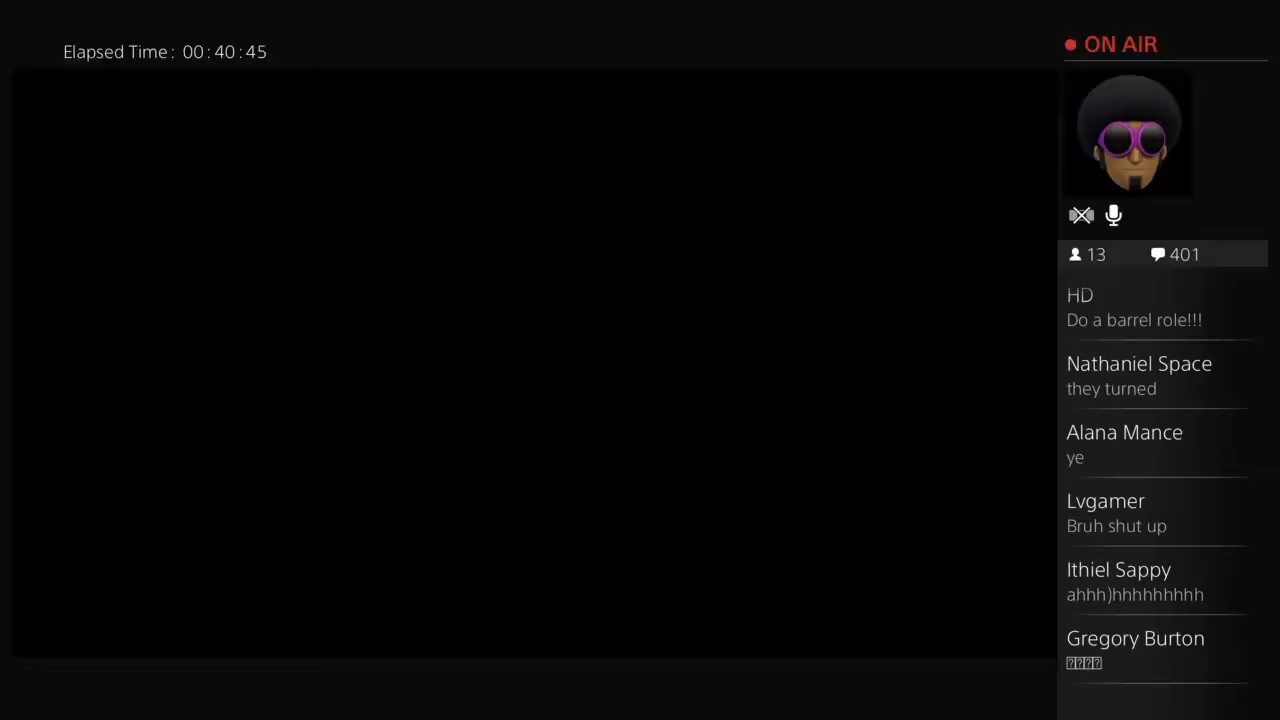 Elapsed Time: 00:40:45
ON AIR
13 401
HD
Do a barrel role!!!
Nathaniel Space
they turned
Alana Mance
ye
Lvgamer
Bruh shut up
Ithiel Sappy
ahhh)hhhhhhhhh
Gregory Burton